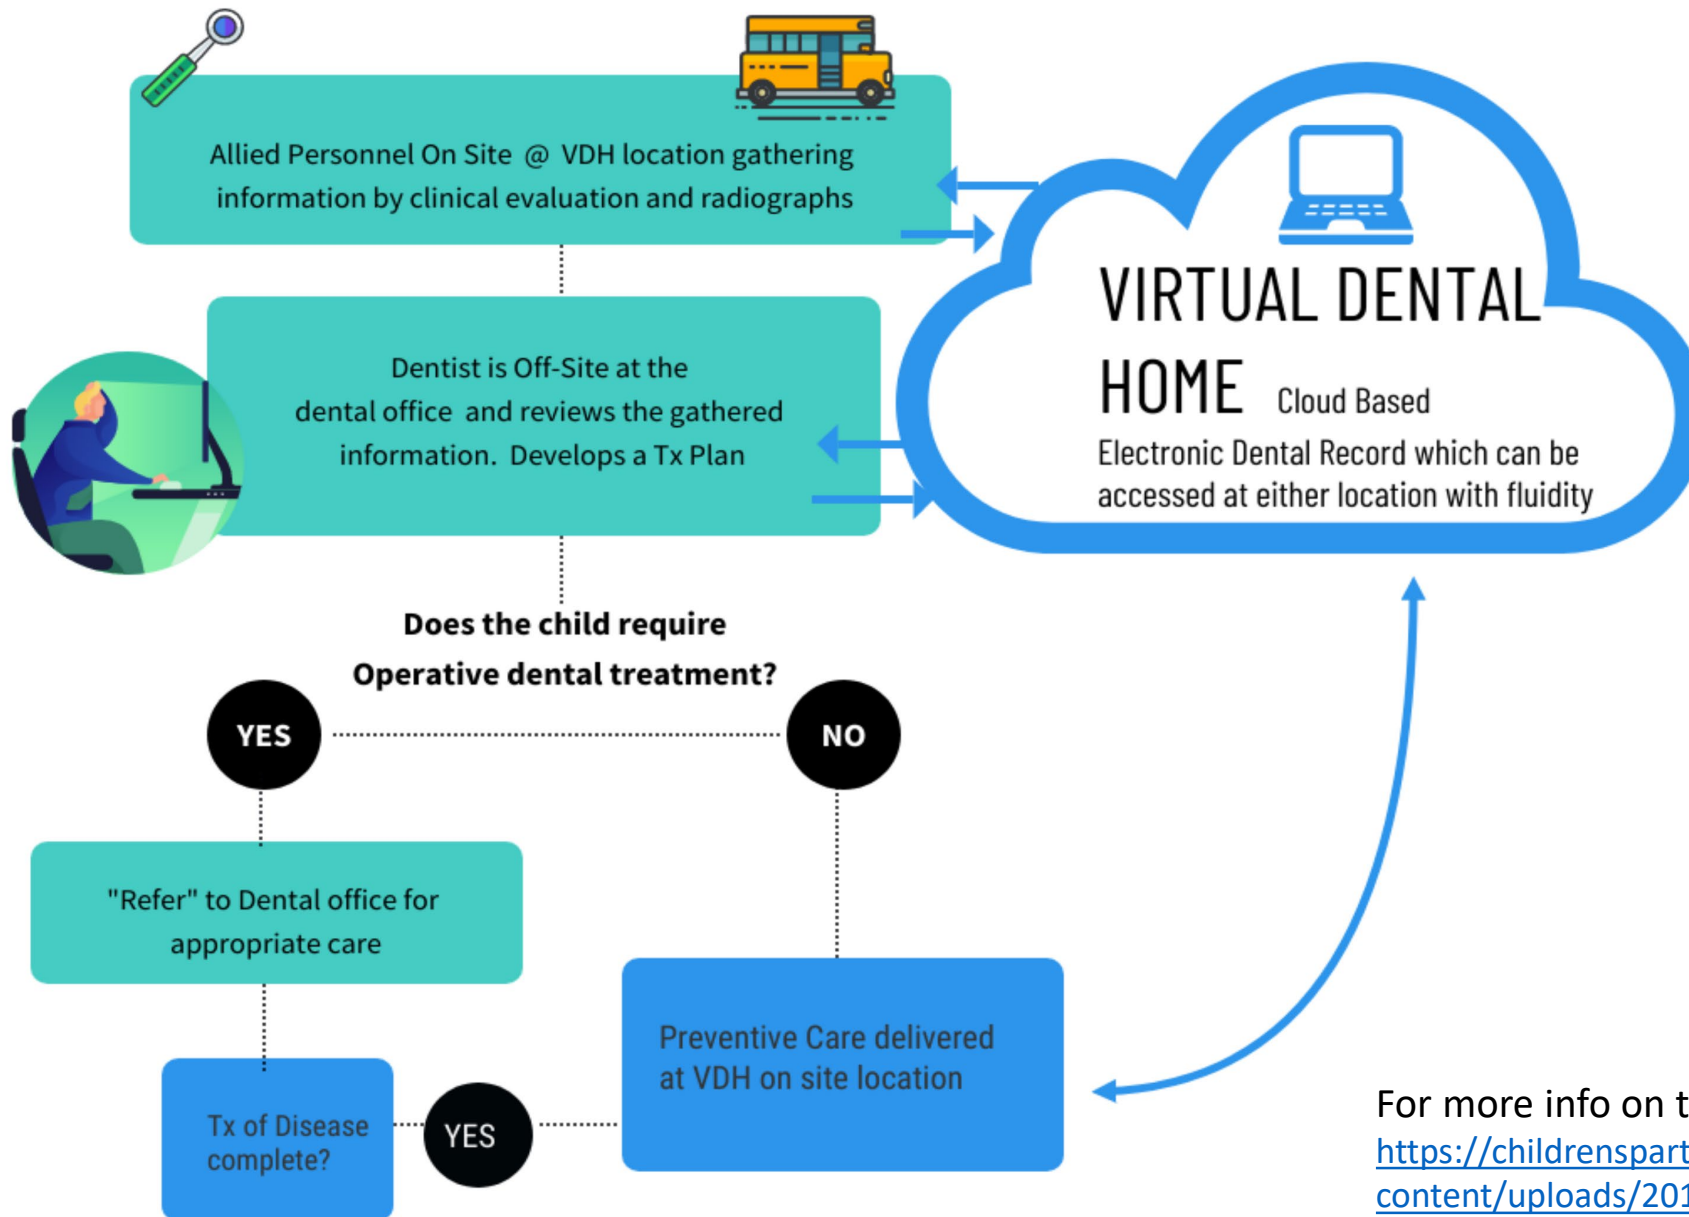 Allied Personnel On Site @ VDH location gathering
information by clinical evaluation and radiographs
VIRTUAL DENTAL
HOME Cloud Based
Electronic Dental Record which can be
accessed at either location with fluidity
Dentist is Off-Site at the
dental office and reviews the gathered
information. Develops a Tx Plan
Does the child require
Operative dental treatment?
YES
NO
"Refer" to Dental office for
appropriate care
Preventive Care delivered
at VDH on site location
Tx of Disease
complete?
YES
For more info on t
https://childrenspart
content/uploads/201